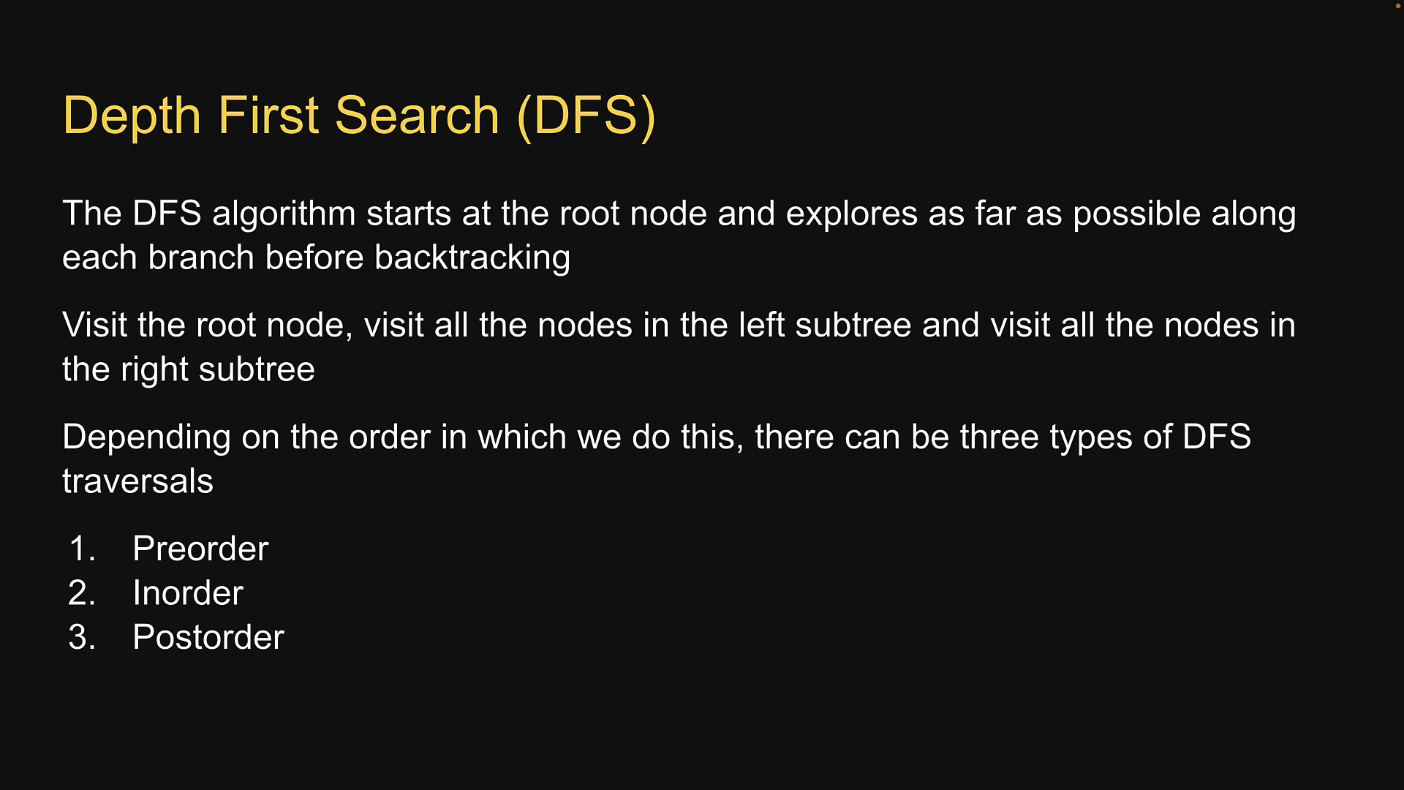 Depth First Search (DFS)
The DFS algorithm starts at the root node and explores as far as possible along
each branch before backtracking
Visit the root node, visit all the nodes in the left subtree and visit all the nodes in
the right subtree
Depending on the order in which we do this, there can be three types of DFS
traversals
1. Preorder
2. Inorder
3. Postorder